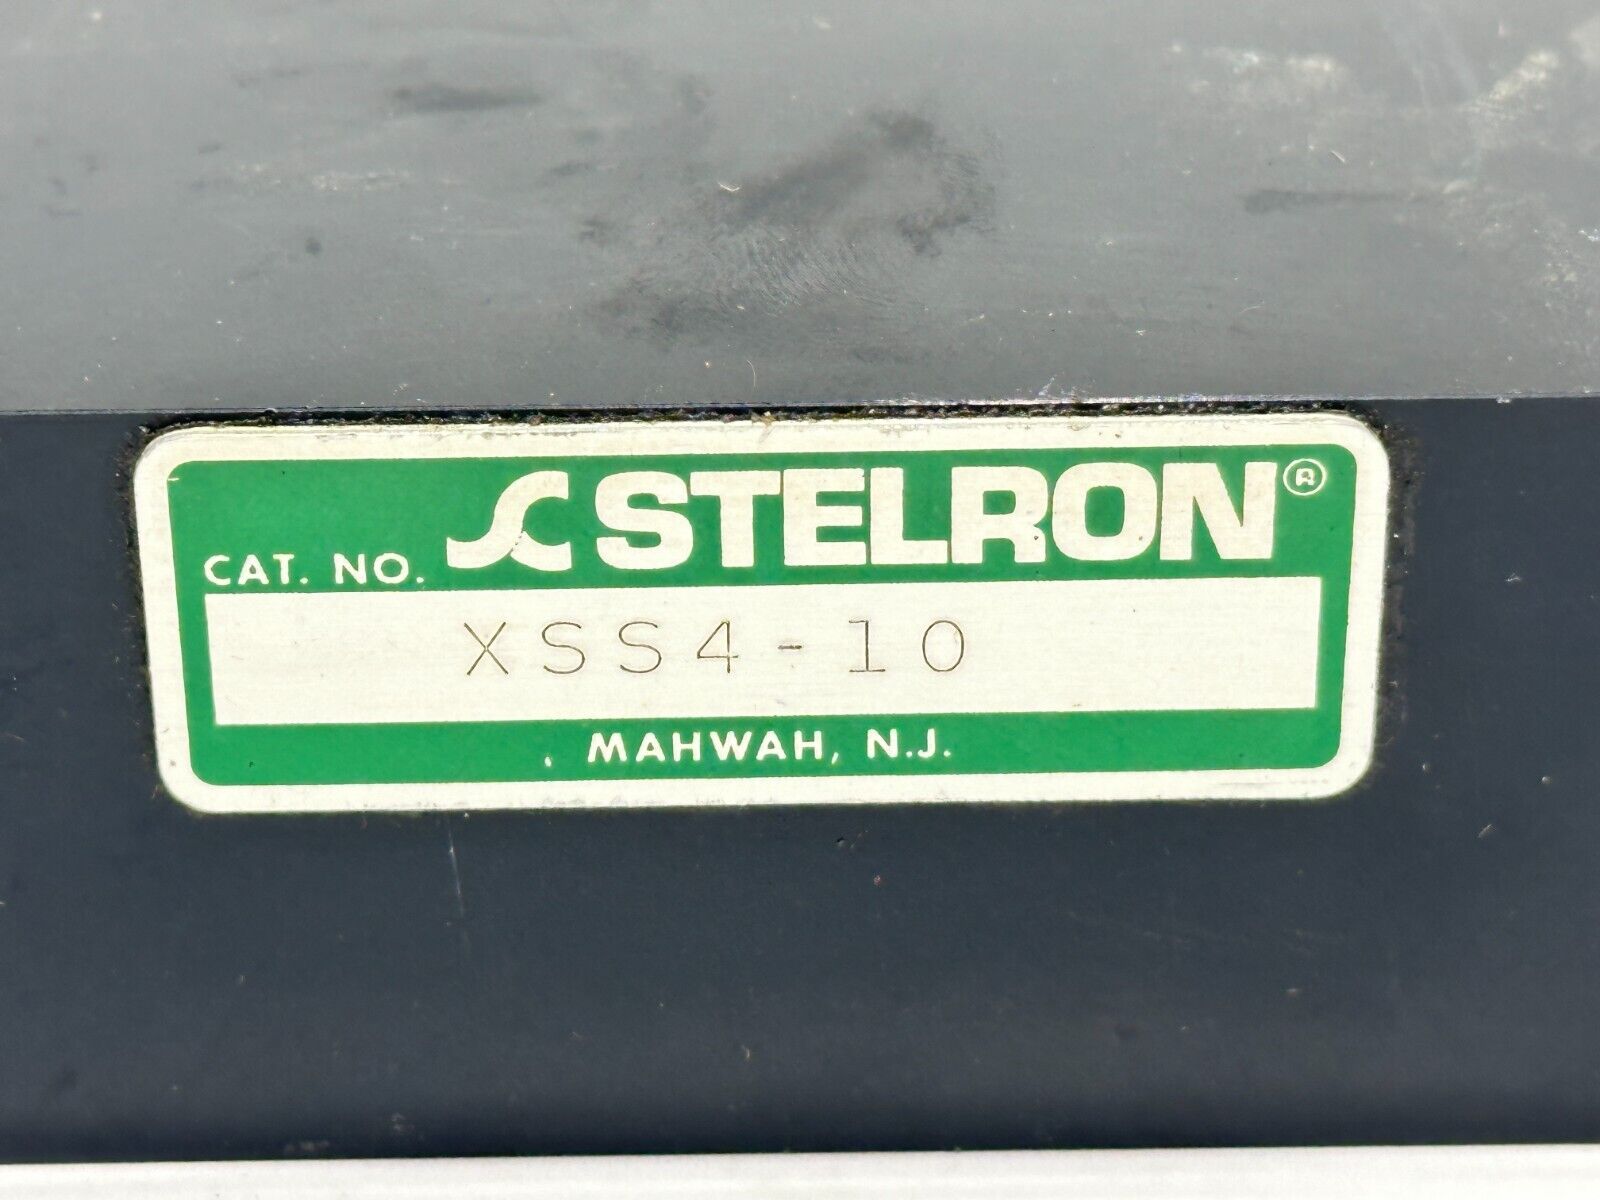 STELRON®
CAT. NO.
XSS4-10
MAHWAH, N.J.